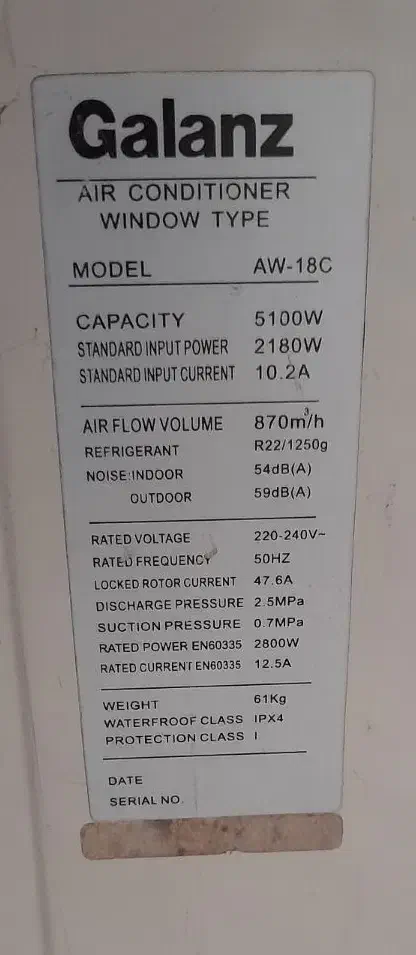 Galanz
AIR CONDITIONER
WINDOW TYPE
MODEL AW-18C
CAPACITY 5100W
STANDARD INPUT POWER 2180W
STANDARD INPUT CURRENT 10.2A
AIR FLOW VOLUME 870m³/h
REFRIGERANT R22/1250g
NOISE:INDOOR 54dB(A)
OUTDOOR 59dB(A)
RATED VOLTAGE 220-240V~
RATED FREQUENCY 50HZ
LOCKED ROTOR CURRENT 47.6A
DISCHARGE PRESSURE 2.5MPa
SUCTION PRESSURE 0.7MPa
RATED POWER EN60335 2800W
RATED CURRENT EN60335 12.5A
WEIGHT 61Kg
WATERFROOF CLASS IPX4
PROTECTION CLASS I
DATE
SERIAL NO.